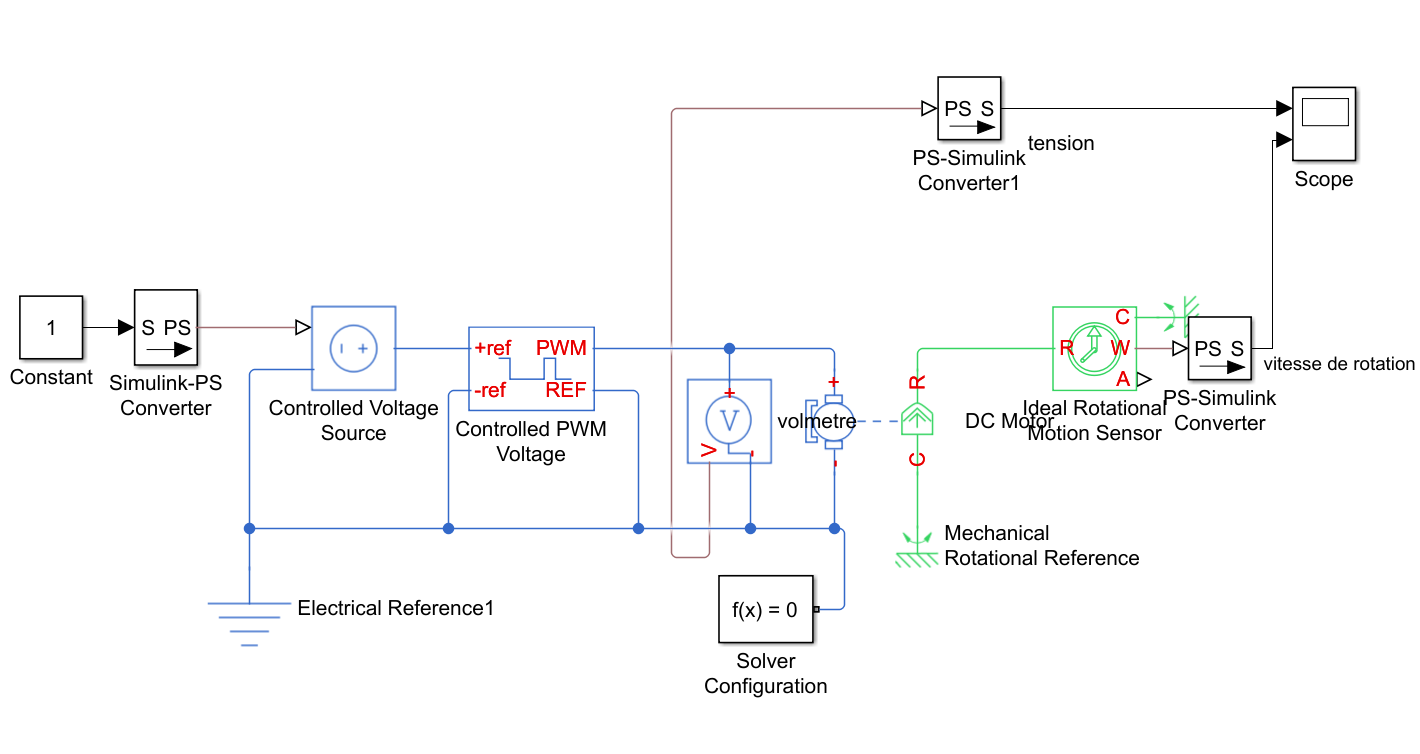 PS S
PS-Simulink
Converter1
tension
Scope
1
Constant
S PS
Simulink-PS
Converter
Controlled Voltage
Source
+ref PWM
-ref REF
Controlled PWM
Voltage
+
V
V
-
volmetre
+
-
R
C
DC Motor
C
R W
A
Ideal Rotational
Motion Sensor
PS S
PS-Simulink
Converter
vitesse de rotation
Mechanical
Rotational Reference
Electrical Reference1
f(x) = 0
Solver
Configuration